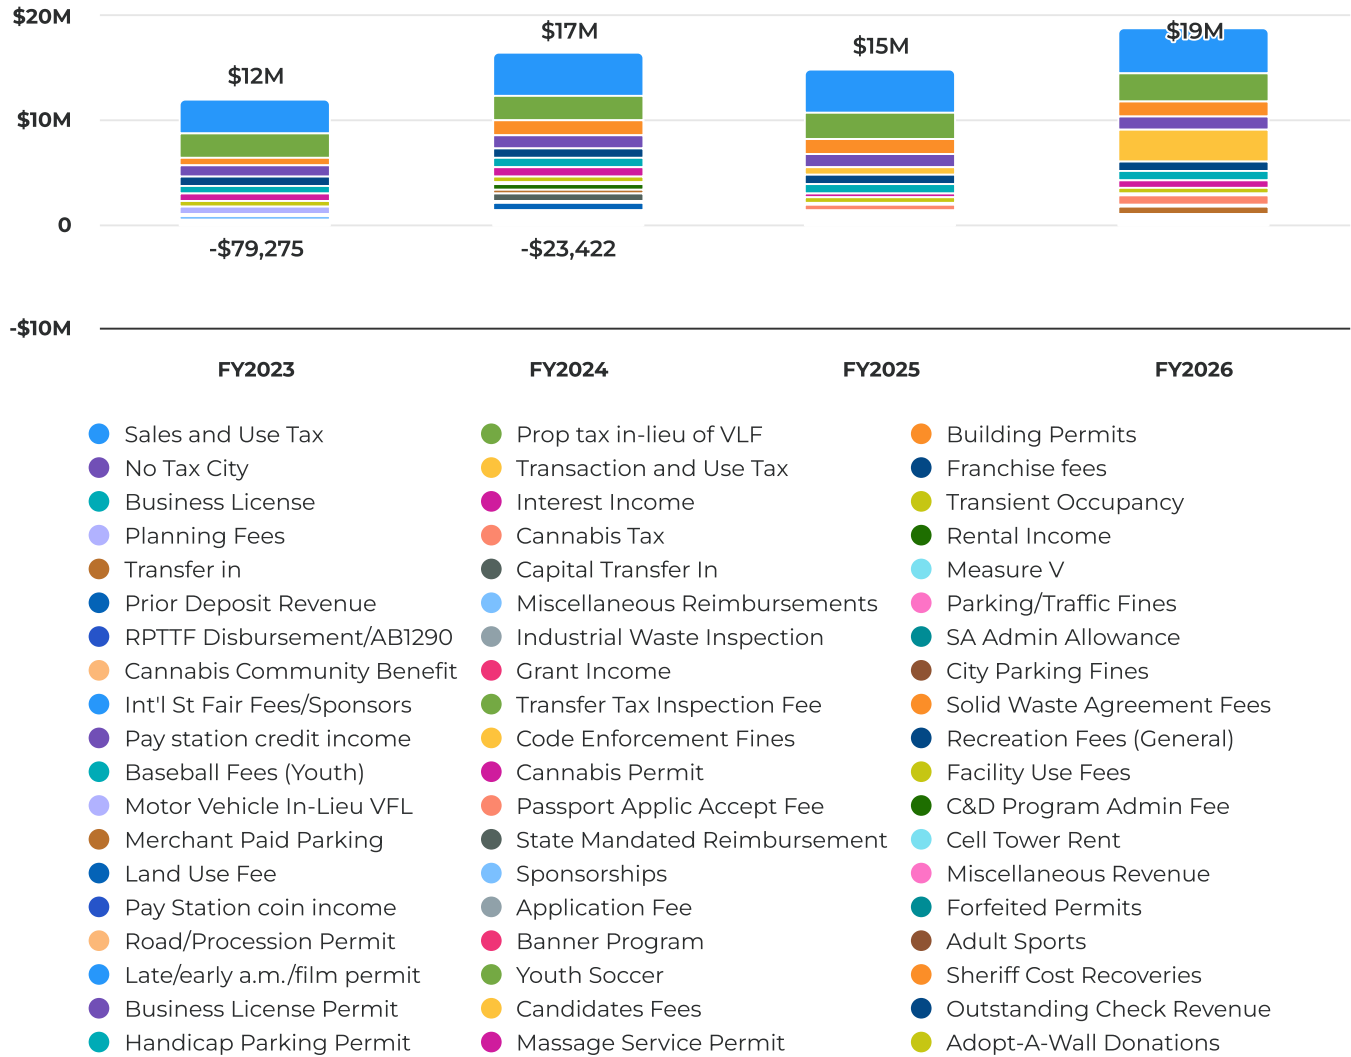 $20M
$10M
0
-$10M
$12M
$17M
$15M
$19M
-$79,275
-$23,422
FY2023 FY2024 FY2025 FY2026
Sales and Use Tax Prop tax in-lieu of VLF Building Permits
No Tax City Transaction and Use Tax Franchise fees
Business License Interest Income Transient Occupancy
Planning Fees Cannabis Tax Rental Income
Transfer in Capital Transfer In Measure V
Prior Deposit Revenue Miscellaneous Reimbursements Parking/Traffic Fines
RPTTF Disbursement/AB1290 Industrial Waste Inspection SA Admin Allowance
Cannabis Community Benefit Grant Income City Parking Fines
Int'l St Fair Fees/Sponsors Transfer Tax Inspection Fee Solid Waste Agreement Fees
Pay station credit income Code Enforcement Fines Recreation Fees (General)
Baseball Fees (Youth) Cannabis Permit Facility Use Fees
Motor Vehicle In-Lieu VFL Passport Applic Accept Fee C&D Program Admin Fee
Merchant Paid Parking State Mandated Reimbursement Cell Tower Rent
Land Use Fee Sponsorships Miscellaneous Revenue
Pay Station coin income Application Fee Forfeited Permits
Road/Procession Permit Banner Program Adult Sports
Late/early a.m./film permit Youth Soccer Sheriff Cost Recoveries
Business License Permit Candidates Fees Outstanding Check Revenue
Handicap Parking Permit Massage Service Permit Adopt-A-Wall Donations